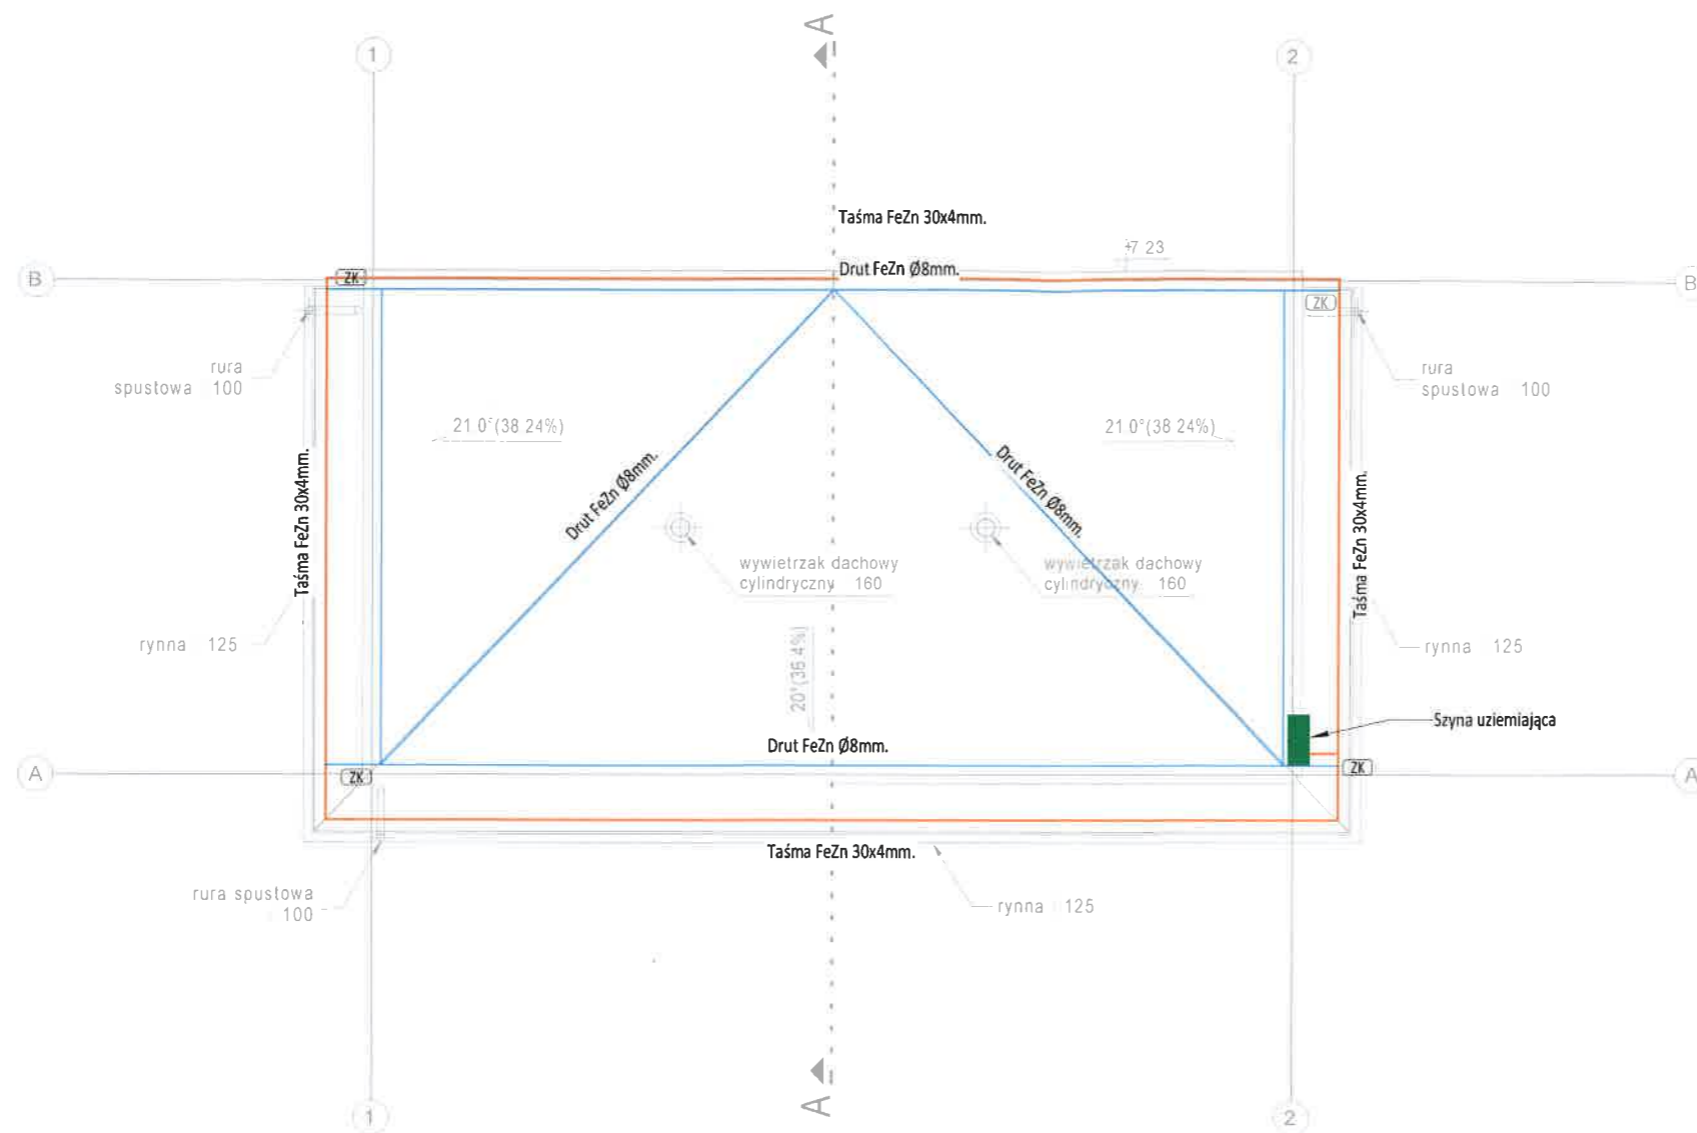 A
1
2
Taśma FeZn 30x4mm.
+7 23
Drut FeZn Ø8mm.
B
ZK
B
ZK
rura
spustowa 100
rura
spustowa 100
21 0°(38 24%)
21 0°(38 24%)
Drut FeZn Ø8mm.
Drut FeZn Ø8mm.
Taśma FeZn 30x4mm.
Taśma FeZn 30x4mm.
wywietrzak dachowy
cylindryczny 160
wywietrzak dachowy
cylindryczny 160
rynna 125
rynna 125
20°(36 4%)
Szyna uziemiająca
Drut FeZn Ø8mm.
A
ZK
ZK
A
Taśma FeZn 30x4mm.
rura spustowa
100
rynna 125
A
1
2